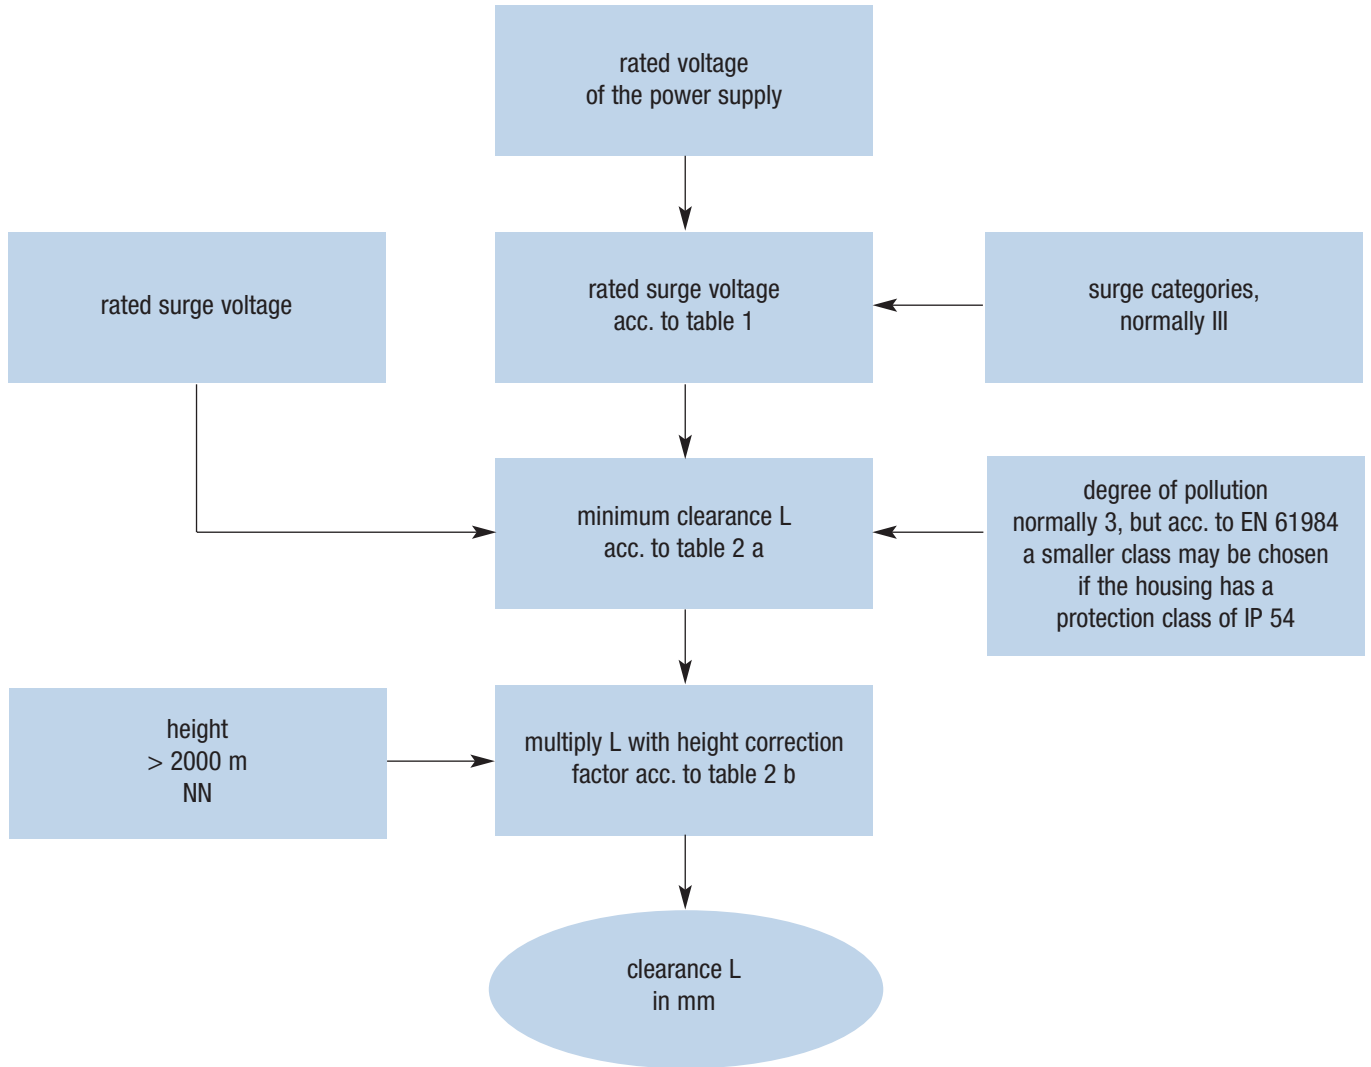 rated voltage
of the power supply
rated surge voltage
rated surge voltage
acc. to table 1
surge categories,
normally III
minimum clearance L
acc. to table 2 a
degree of pollution
normally 3, but acc. to EN 61984
a smaller class may be chosen
if the housing has a
protection class of IP 54
height
> 2000 m
NN
multiply L with height correction
factor acc. to table 2 b
clearance L
in mm